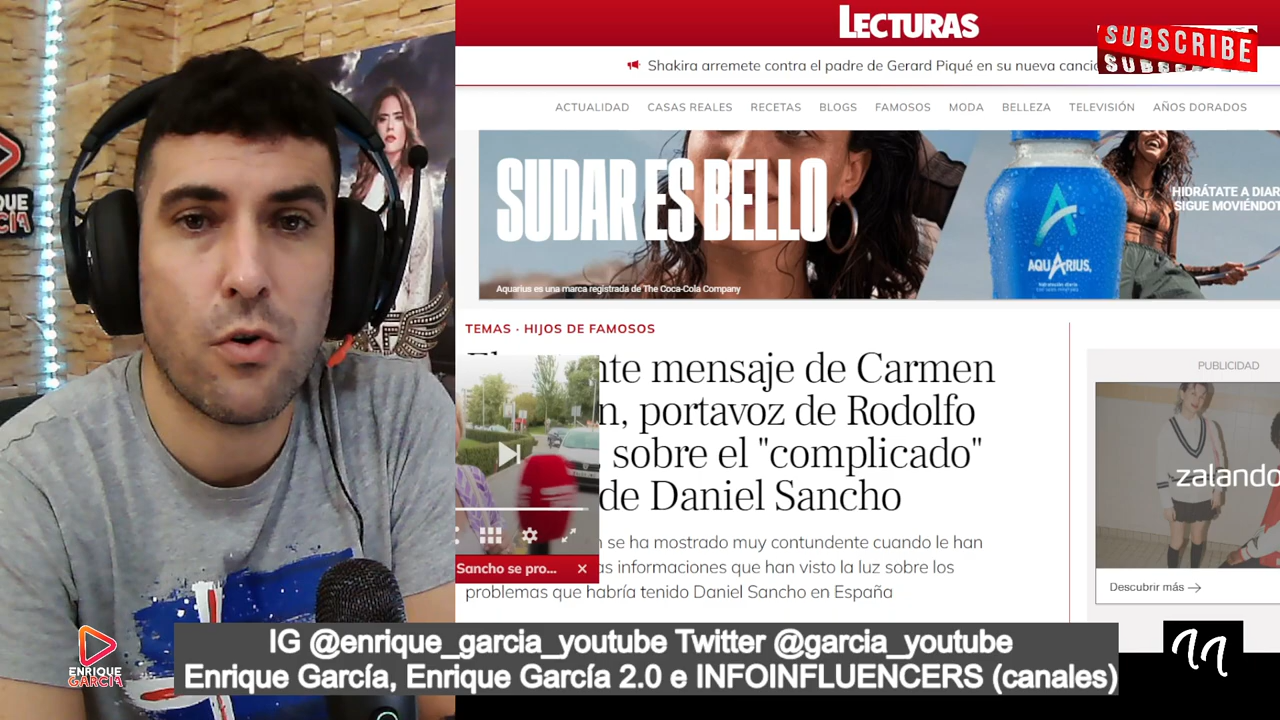 LECTURAS
SUBSCRIBE
Shakira arremete contra el padre de Gerard Piqué en su nueva
ACTUALIDAD CASAS REALES RECETAS BLOGS FAMOSOS MODA BELLEZA TELEVISIÓN AÑOS DORADOS
SUDAR ES BELLO
HIDRÁTATE A DIAR
SIGUE MOVIÉNDOT
AQUARIUS
Aquarius es una marca registrada de The Coca-Cola Company
TEMAS · HIJOS DE FAMOSOS
nte mensaje de Carmen
n, portavoz de Rodolfo
sobre el "complicado"
de Daniel Sancho
n se ha mostrado muy contundente cuando le han
as informaciones que han visto la luz sobre los
problemas que habría tenido Daniel Sancho en España
Sancho se pro...
PUBLICIDAD
zalando
Descubrir más
IG @enrique_garcia_youtube Twitter @garcia_youtube
Enrique García, Enrique García 2.0 e INFOINFLUENCERS (canales)
ENRIQUE
GARCIA